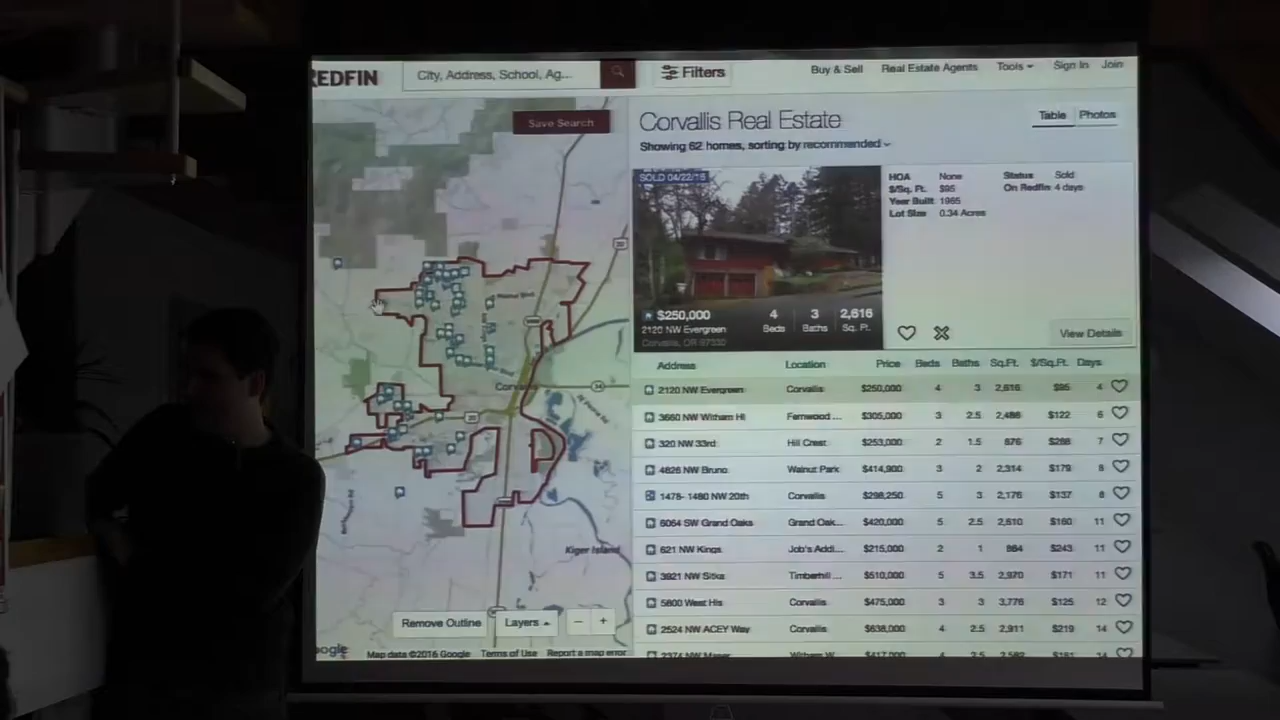 REDFIN
City, Address, School, Ag...
Filters
Buy & Sell
Real Estate Agents
Tools
Sign In
Join
Save Search
Corvallis Real Estate
Table
Photos
Showing 62 homes, sorting by recommended
SOLD 04/22/16
HOA None
$/Sq. Ft. $95
Year Built 1965
Lot Size 0.34 Acres
Status Sold
On Redfin 4 days
$250,000
2120 NW Evergreen
Corvallis, OR 97330
4 Beds
3 Baths
2,616 Sq. Ft.
View Details
Address Location Price Beds Baths Sq.Ft. $/Sq.Ft. Days
2120 NW Evergreen Corvallis $250,000 4 3 2,616 $95 4
3660 NW Witham Hl Fernwood ... $305,000 3 2.5 2,486 $122 6
320 NW 33rd Hill Crest $253,000 2 1.5 876 $288 7
4826 NW Bruno Walnut Park $414,900 3 2 2,314 $179 8
1478- 1480 NW 20th Corvallis $298,250 5 3 2,176 $137 8
6064 SW Grand Oaks Grand Oak... $420,000 5 2.5 2,610 $160 11
621 NW Kings Job's Addi... $215,000 2 1 884 $243 11
3921 NW Sitka Timberhill ... $510,000 5 3.5 2,970 $171 11
5800 West His Corvallis $475,000 3 3 3,776 $125 12
2524 NW ACEY Way Corvallis $638,000 4 2.5 2,911 $219 14
Kiger Island
Remove Outline
Layers
−
+
Map data ©2016 Google
Terms of Use
Report a map error